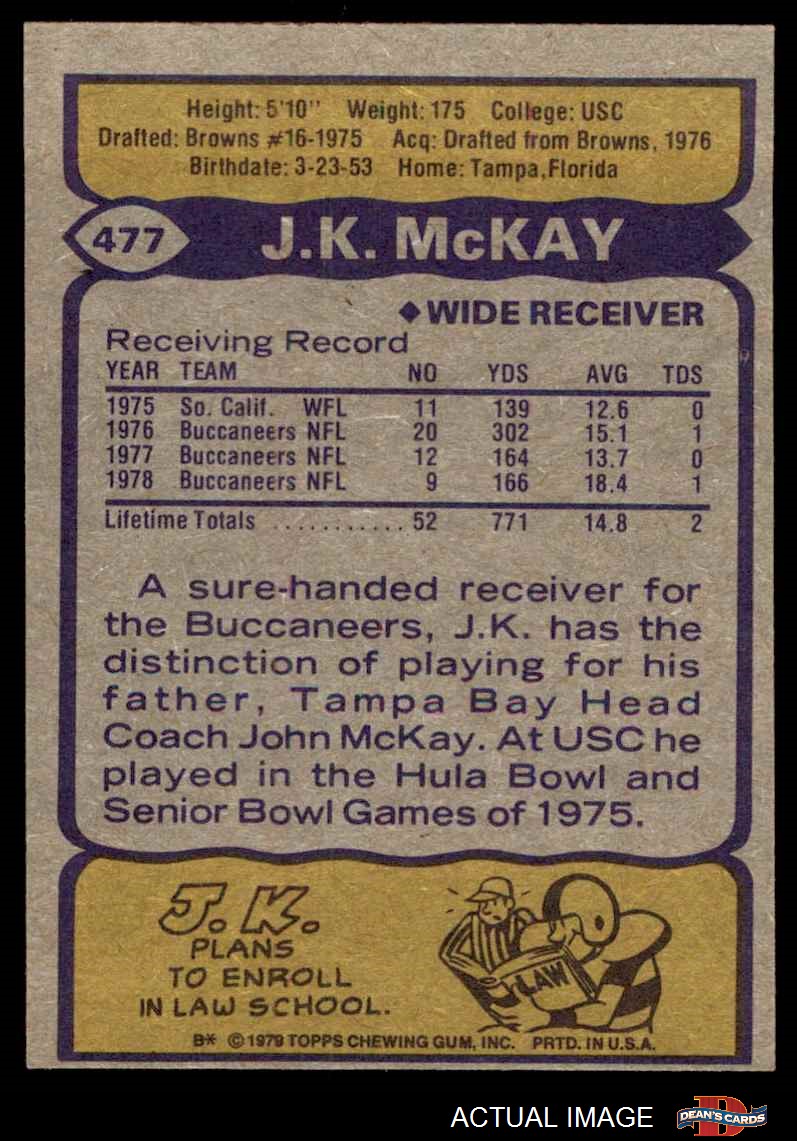 Height: 5'10" Weight: 175 College: USC
Drafted: Browns #16-1975 Acq: Drafted from Browns, 1976
Birthdate: 3-23-53 Home: Tampa, Florida
477 J.K. McKAY
◆WIDE RECEIVER
Receiving Record
YEAR TEAM NO YDS AVG TDS
1975 So. Calif. WFL 11 139 12.6 0
1976 Buccaneers NFL 20 302 15.1 1
1977 Buccaneers NFL 12 164 13.7 0
1978 Buccaneers NFL 9 166 18.4 1
Lifetime Totals ........... 52 771 14.8 2
A sure-handed receiver for
the Buccaneers, J.K. has the
distinction of playing for his
father, Tampa Bay Head
Coach John McKay. At USC he
played in the Hula Bowl and
Senior Bowl Games of 1975.
J.K.
PLANS
TO ENROLL
IN LAW SCHOOL.
LAW
B* ©1979 TOPPS CHEWING GUM, INC. PRTD. IN U.S.A.
ACTUAL IMAGE
D
DEAN'S CARDS